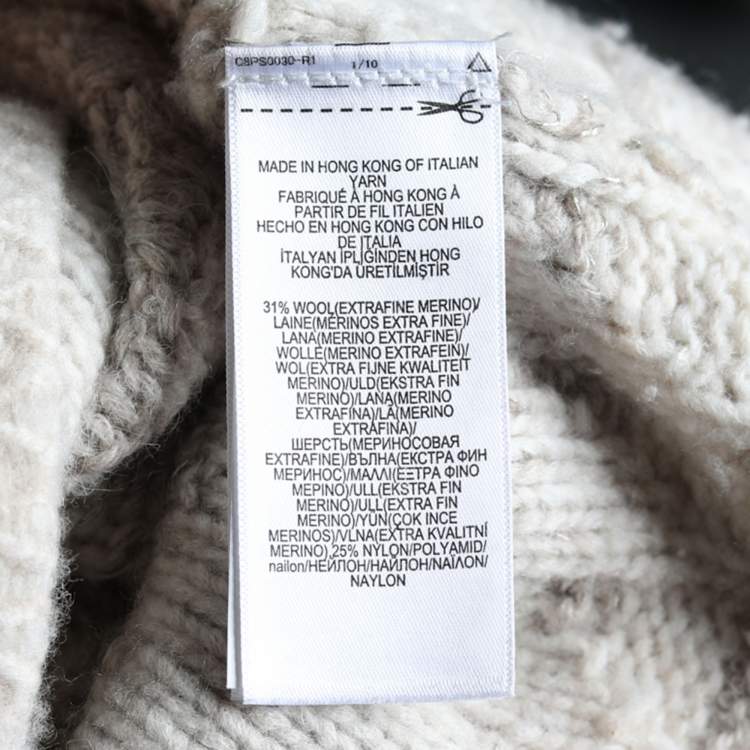 C8PS0030-R1 1/10
MADE IN HONG KONG OF ITALIAN
YARN
FABRIQUÉ À HONG KONG À
PARTIR DE FIL ITALIEN
HECHO EN HONG KONG CON HILO
DE ITALIA
İTALYAN İPLİĞİNDEN HONG
KONG'DA ÜRETİLMİŞTİR
31% WOOL(EXTRAFINE MERINO)/
LAINE(MÉRINOS EXTRA FINE)/
LANA(MERINO EXTRAFINE)/
WOLLE(MERINO EXTRAFEIN)/
WOL(EXTRA FIJNE KWALITEIT
MERINO)/ULD(EKSTRA FIN
MERINO)/LANA(MERINO
EXTRAFINA)/LÃ(MERINO
EXTRAFINA)/
ШЕРСТЬ(МЕРИНОСОВАЯ
EXTRAFINE)/ВЪЛНА(ЕКСТРА ФИН
МЕРИНОС)/ΜΑΛΛΙ(ΕΞΤΡΑ ΦΙΝΟ
ΜΕΡΙΝΟ)/ULL(EKSTRA FIN
MERINO)/ULL(EXTRA FIN
MERINO)/YÜN(ÇOK INCE
MERINOS)/VLNA(EXTRA KVALITNÍ
MERINO),25% NYLON/POLYAMID/
nailon/НЕЙЛОН/НАЙЛОН/ΝΑΪΛΟΝ/
NAYLON